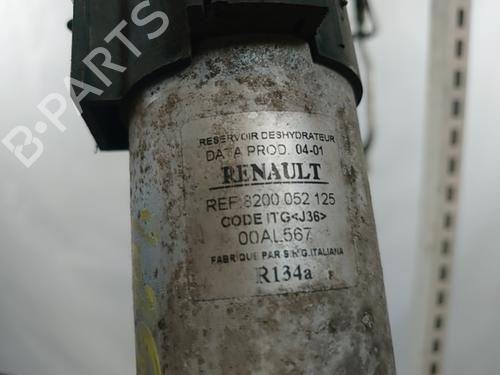 RESERVOIR DESHYDRATEUR
DATA PROD. 04-01
RENAULT
REF:8200 052 125
CODE ITG<J36>
00AL567
FABRIQUE PAR S.H.G. ITALIANA
R134a F
B-PARTS